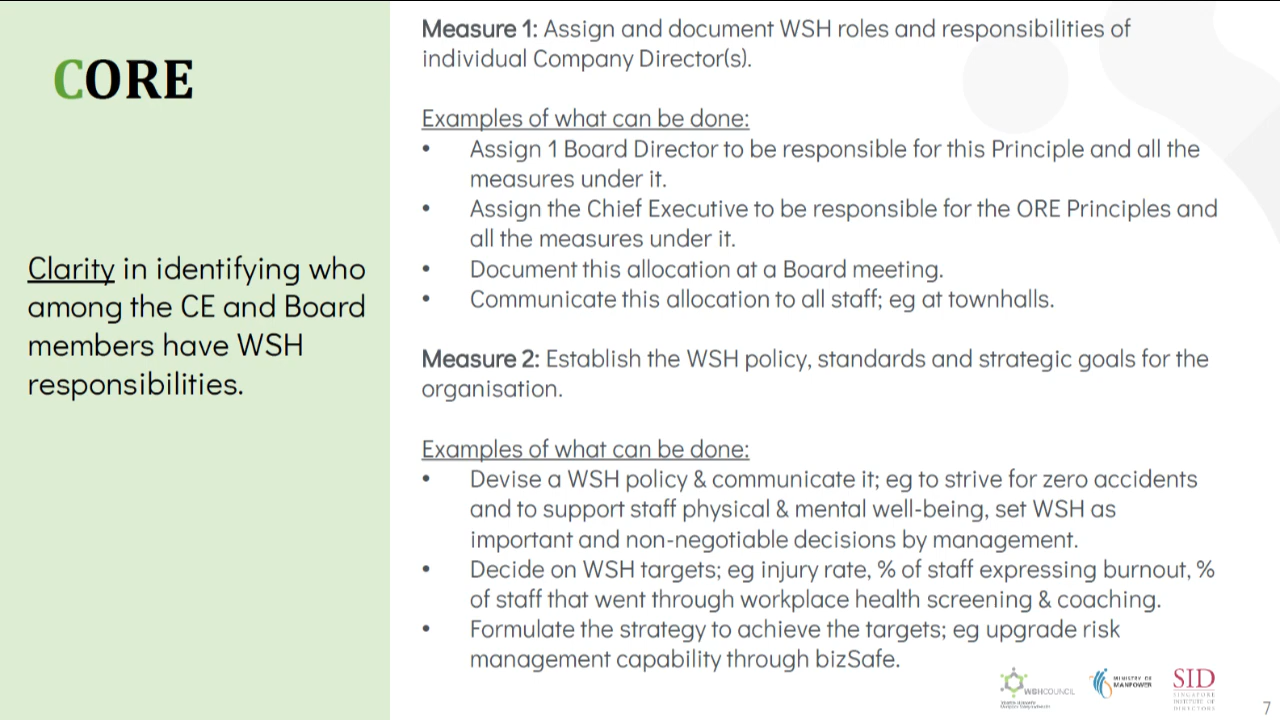 CORE
Clarity in identifying who
among the CE and Board
members have WSH
responsibilities.
Measure 1: Assign and document WSH roles and responsibilities of
individual Company Director(s).
Examples of what can be done:
• Assign 1 Board Director to be responsible for this Principle and all the
measures under it.
• Assign the Chief Executive to be responsible for the ORE Principles and
all the measures under it.
• Document this allocation at a Board meeting.
• Communicate this allocation to all staff; eg at townhalls.
Measure 2: Establish the WSH policy, standards and strategic goals for the
organisation.
Examples of what can be done:
• Devise a WSH policy & communicate it; eg to strive for zero accidents
and to support staff physical & mental well-being, set WSH as
important and non-negotiable decisions by management.
• Decide on WSH targets; eg injury rate, % of staff expressing burnout, %
of staff that went through workplace health screening & coaching.
• Formulate the strategy to achieve the targets; eg upgrade risk
management capability through bizSafe.
WSHCOUNCIL
MINISTRY OF
MANPOWER
SID
SINGAPORE
INSTITUTE OF
DIRECTORS
7